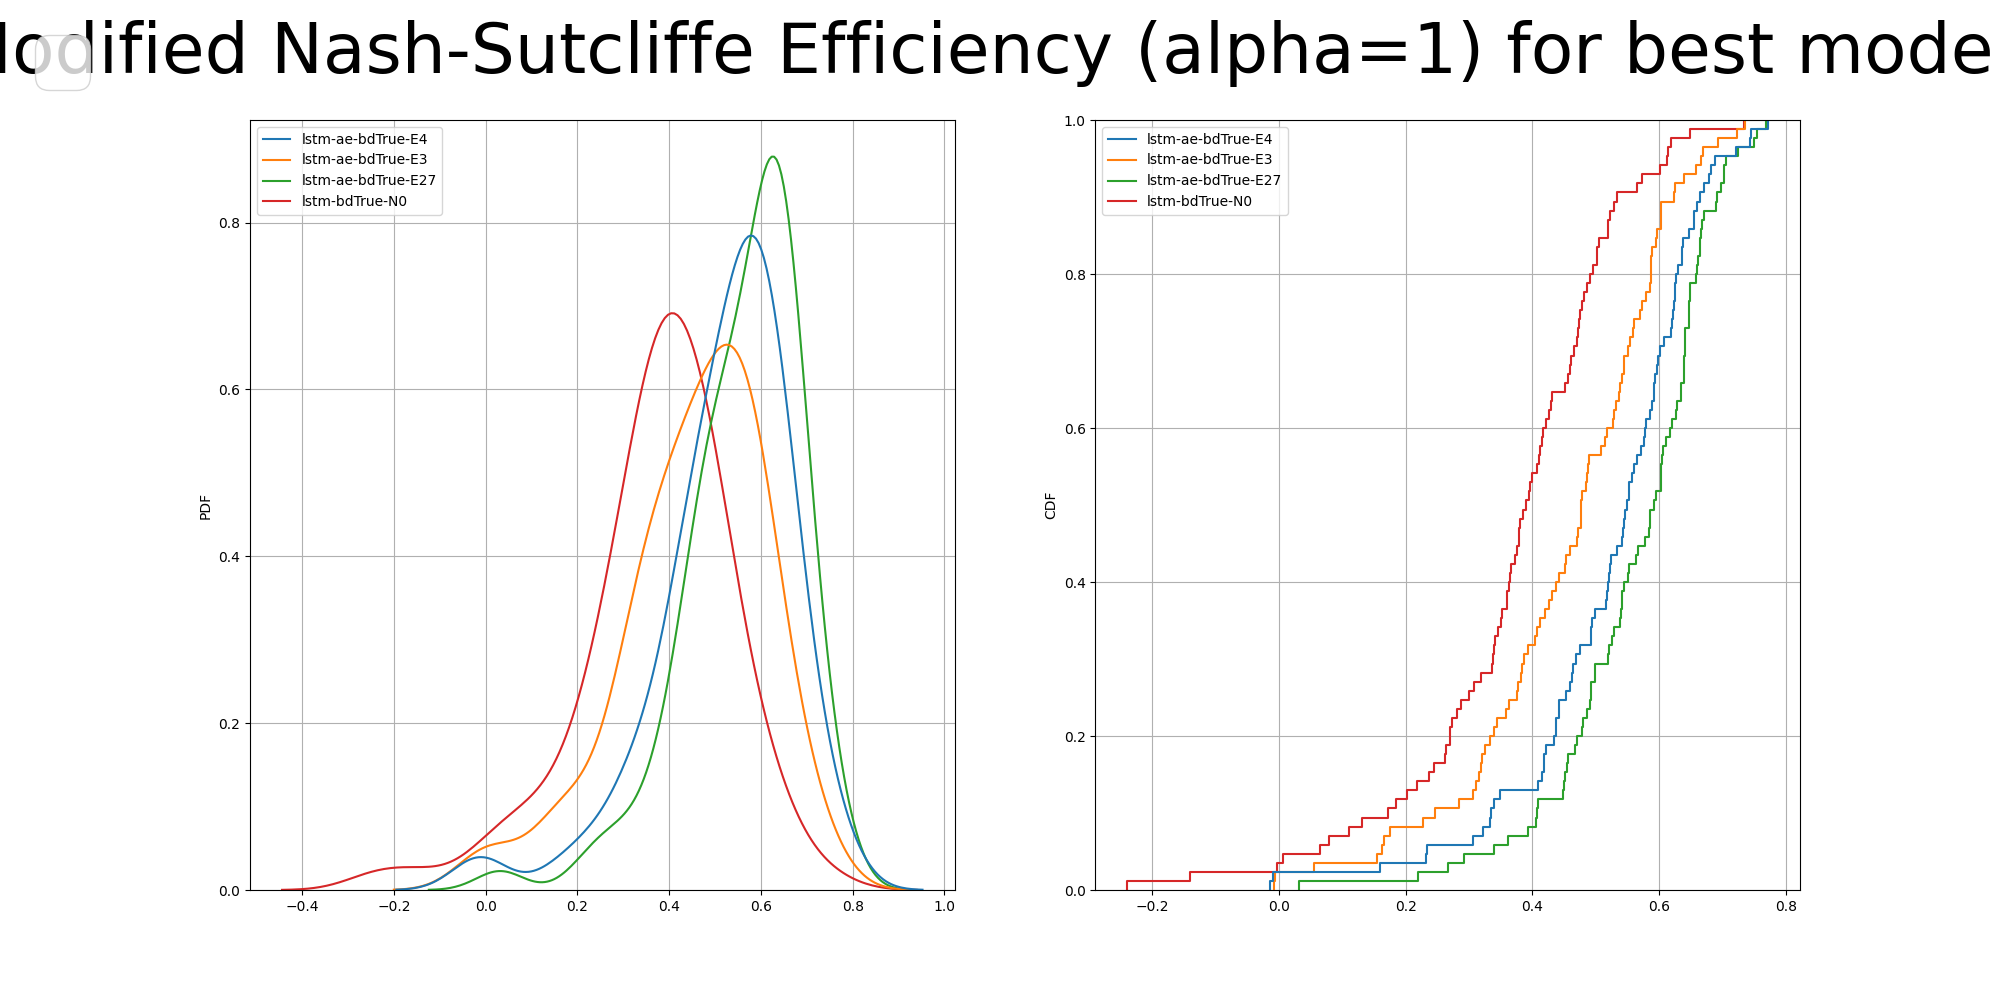 odified Nash-Sutcliffe Efficiency (alpha=1) for best mode
lstm-ae-bdTrue-E4
lstm-ae-bdTrue-E3
lstm-ae-bdTrue-E27
lstm-bdTrue-N0
PDF
0.8
0.6
0.4
0.2
0.0
−0.4 −0.2 0.0 0.2 0.4 0.6 0.8 1.0
lstm-ae-bdTrue-E4
lstm-ae-bdTrue-E3
lstm-ae-bdTrue-E27
lstm-bdTrue-N0
CDF
1.0
0.8
0.6
0.4
0.2
0.0
−0.2 0.0 0.2 0.4 0.6 0.8